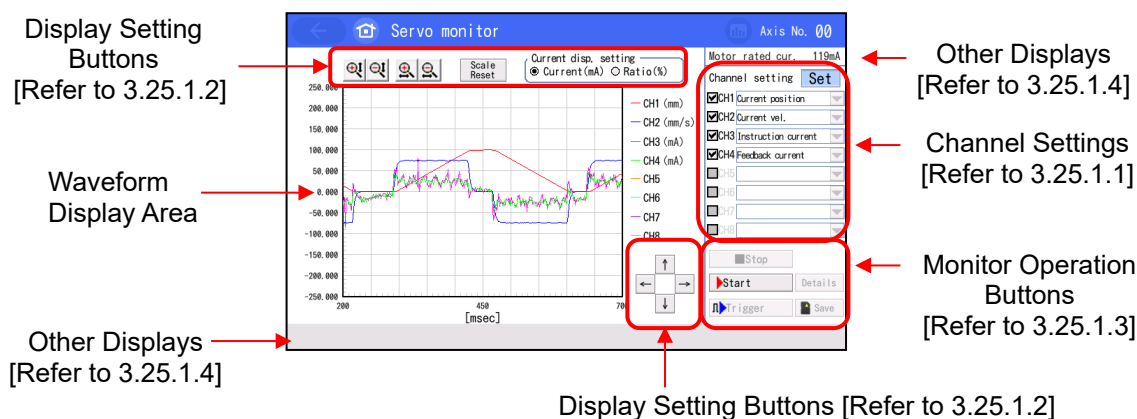 Display Setting
Buttons
[Refer to 3.25.1.2]
Waveform
Display Area
Other Displays
[Refer to 3.25.1.4]
Servo monitor
Axis No. 00
Scale
Reset
Current disp. setting
Current(mA) Ratio(%)
Motor rated cur. 119mA
Channel setting Set
CH1 Current position
CH2 Current vel.
CH3 Instruction current
CH4 Feedback current
CH5
CH6
CH7
CH8
250.000
200.000
150.000
100.000
50.000
0.000
-50.000
-100.000
-150.000
-200.000
-250.000
200 450 70
[msec]
CH1 (mm)
CH2 (mm/s)
CH3 (mA)
CH4 (mA)
CH5
CH6
CH7
CH8
↑
← →
↓
Stop
Start Details
Trigger Save
Other Displays
[Refer to 3.25.1.4]
Channel Settings
[Refer to 3.25.1.1]
Monitor Operation
Buttons
[Refer to 3.25.1.3]
Display Setting Buttons [Refer to 3.25.1.2]